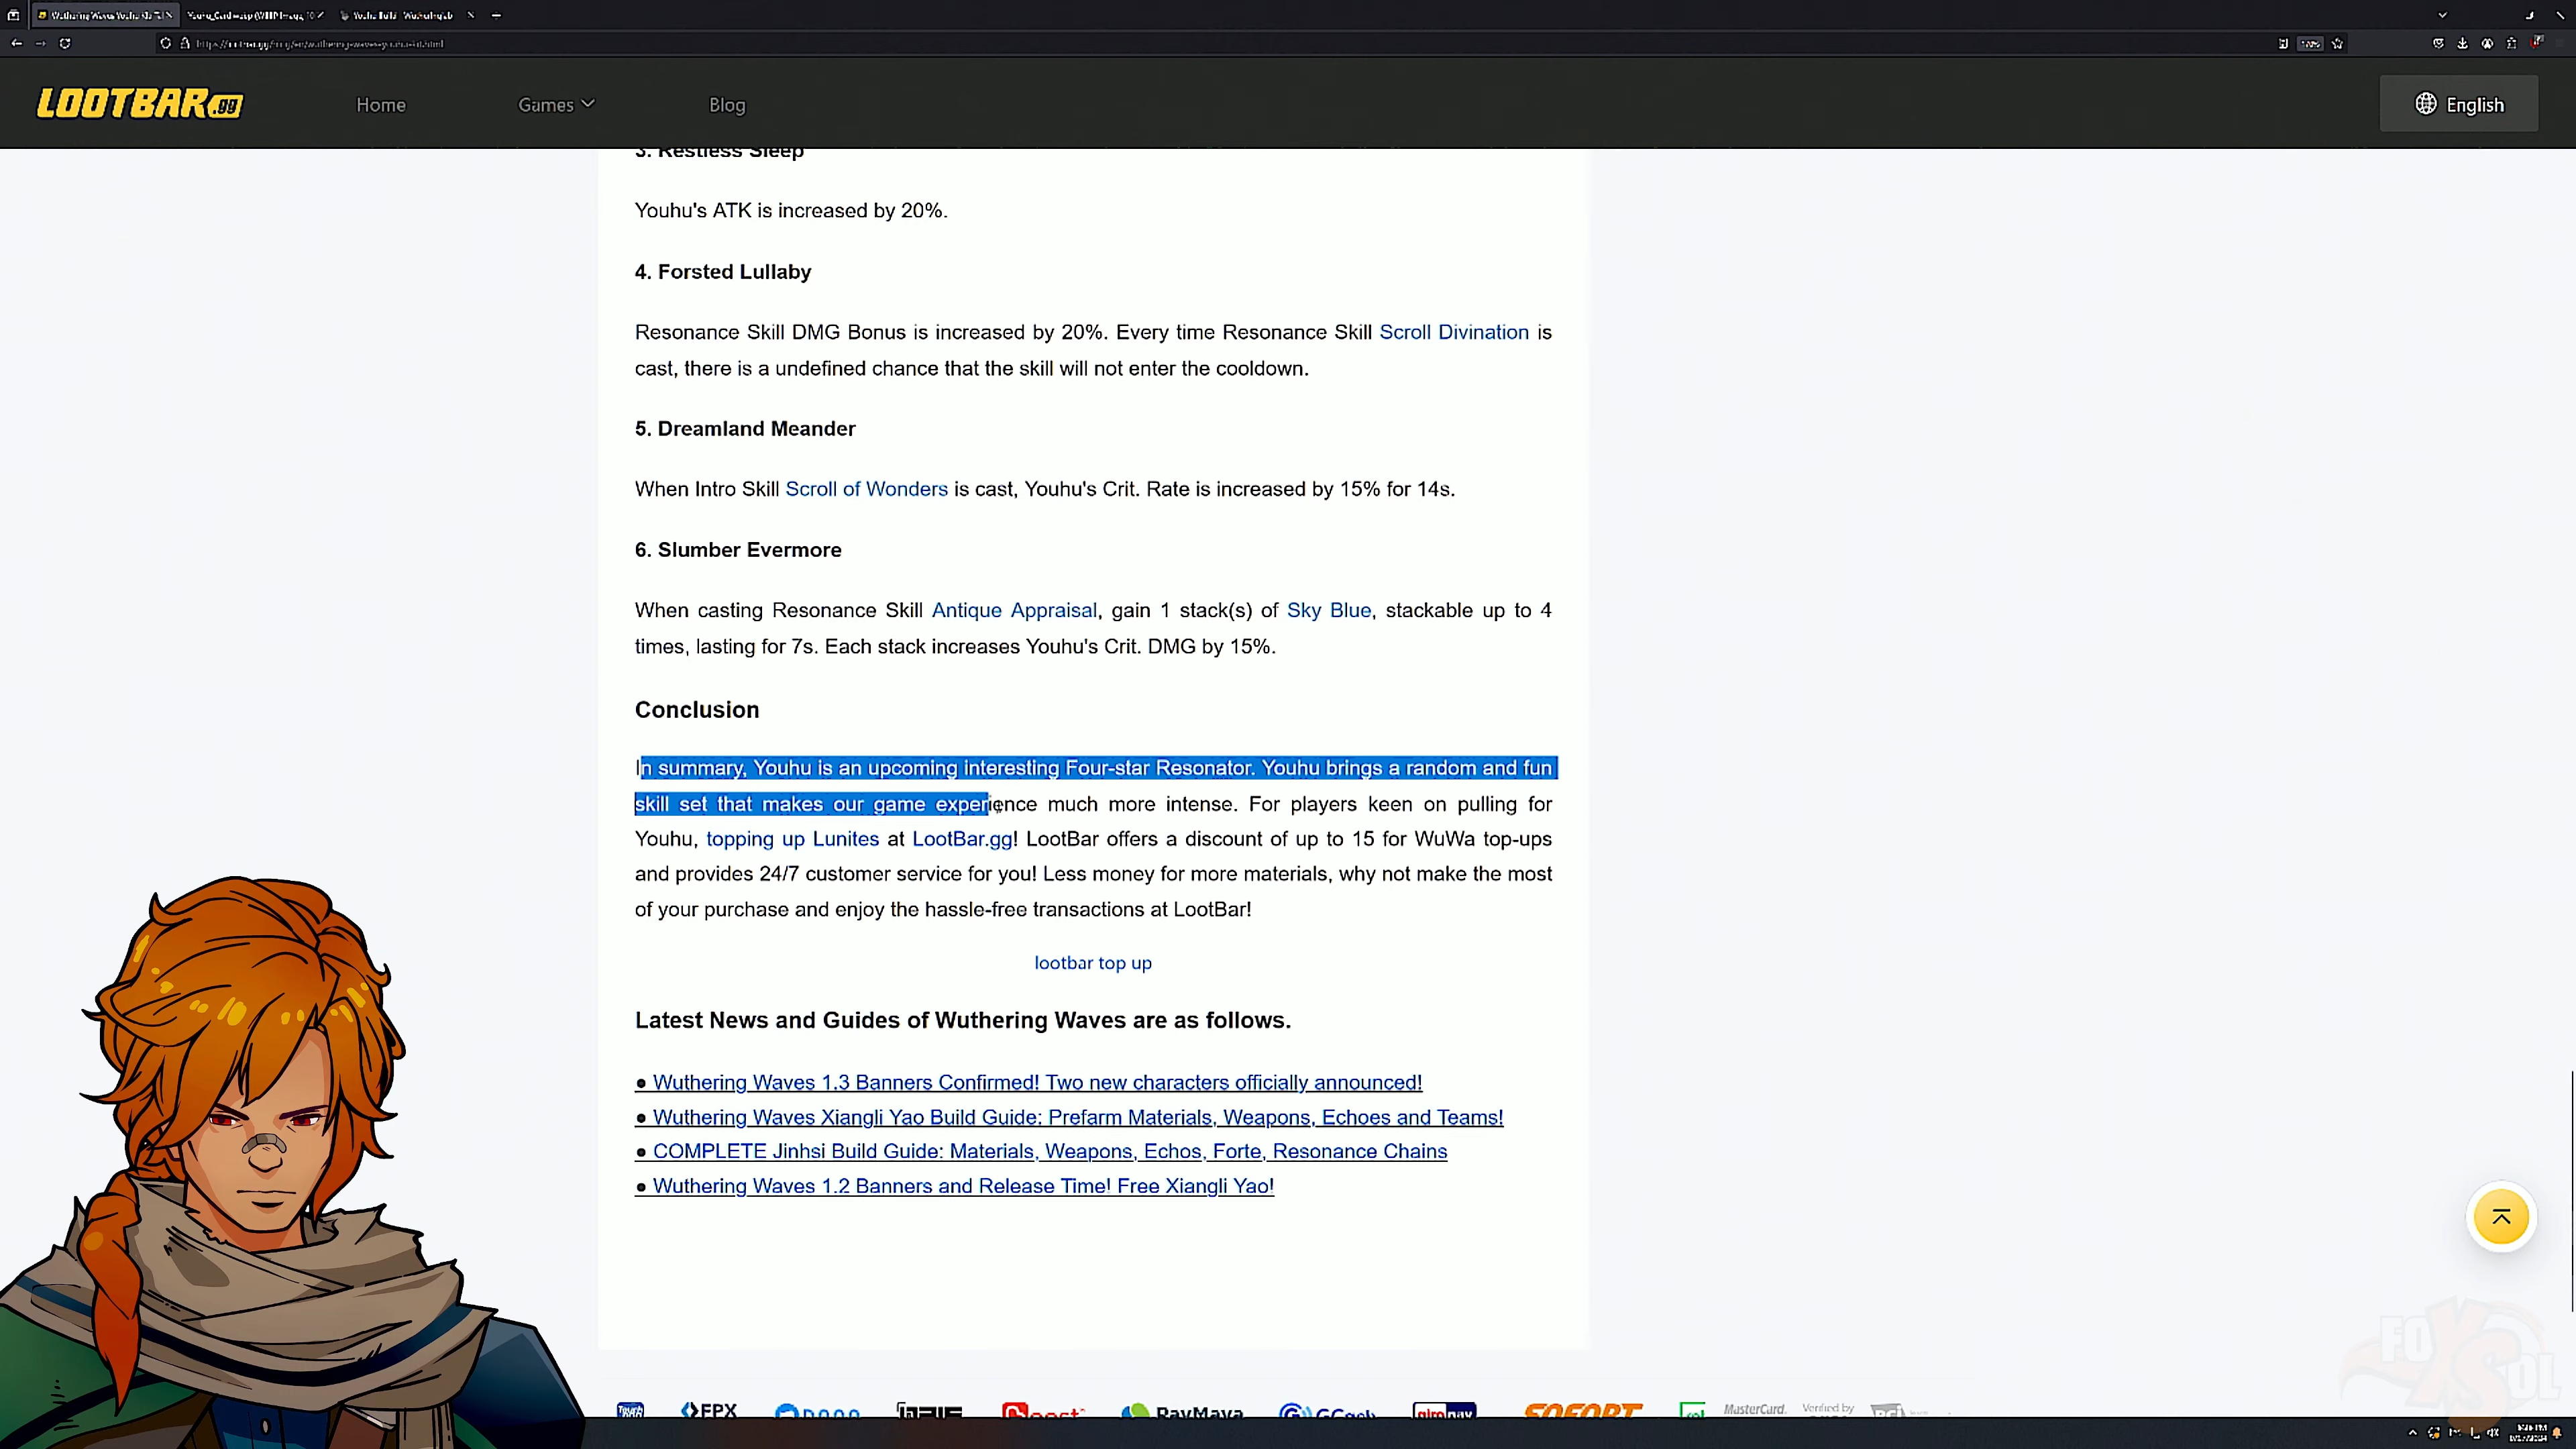 LOOTBAR.gg
Home
Games
Blog
English
3. Restless Sleep
Youhu's ATK is increased by 20%.
4. Forsted Lullaby
Resonance Skill DMG Bonus is increased by 20%. Every time Resonance Skill Scroll Divination is
cast, there is a undefined chance that the skill will not enter the cooldown.
5. Dreamland Meander
When Intro Skill Scroll of Wonders is cast, Youhu's Crit. Rate is increased by 15% for 14s.
6. Slumber Evermore
When casting Resonance Skill Antique Appraisal, gain 1 stack(s) of Sky Blue, stackable up to 4
times, lasting for 7s. Each stack increases Youhu's Crit. DMG by 15%.
Conclusion
In summary, Youhu is an upcoming interesting Four-star Resonator. Youhu brings a random and fun
skill set that makes our game experience much more intense. For players keen on pulling for
Youhu, topping up Lunites at LootBar.gg! LootBar offers a discount of up to 15 for WuWa top-ups
and provides 24/7 customer service for you! Less money for more materials, why not make the most
of your purchase and enjoy the hassle-free transactions at LootBar!
lootbar top up
Latest News and Guides of Wuthering Waves are as follows.
● Wuthering Waves 1.3 Banners Confirmed! Two new characters officially announced!
● Wuthering Waves Xiangli Yao Build Guide: Prefarm Materials, Weapons, Echoes and Teams!
● COMPLETE Jinhsi Build Guide: Materials, Weapons, Echos, Forte, Resonance Chains
● Wuthering Waves 1.2 Banners and Release Time! Free Xiangli Yao!
FOXSOL
FPX
RayMaya
SOFORT
MasterCard.
Verified by